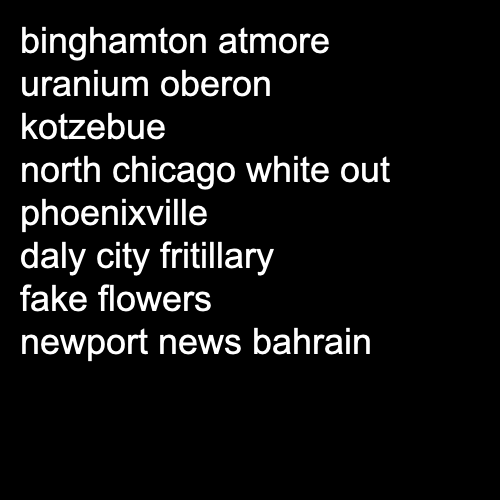 binghamton atmore
uranium oberon
kotzebue
north chicago white out
phoenixville
daly city fritillary
fake flowers
newport news bahrain